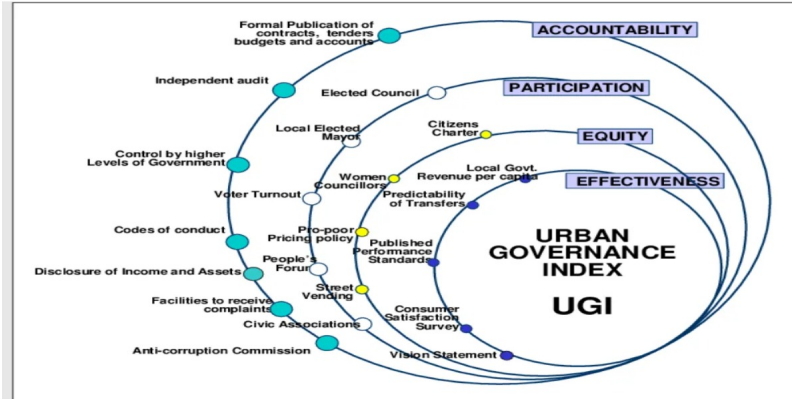 Formal Publication of
contracts, tenders
budgets and accounts
ACCOUNTABILITY
Independent audit
Elected Council
PARTICIPATION
Local Elected
Mayor
Citizens
Charter
EQUITY
Control by higher
Levels of Government
Women
Councillors
Local Govt.
Revenue per capita
EFFECTIVENESS
Voter Turnout
Predictability
of Transfers
Codes of conduct
Pro-poor
Pricing policy
Published
Performance
Standards
URBAN
GOVERNANCE
INDEX
UGI
Disclosure of Income and Assets
People's
Forum
Street
Vending
Facilities to receive
complaints
Civic Associations
Consumer
Satisfaction
Survey
Anti-corruption Commission
Vision Statement